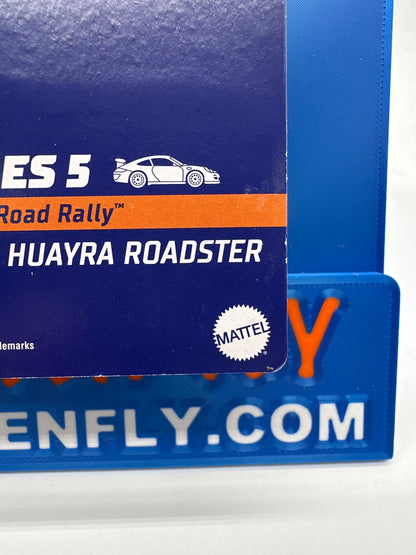 ES 5
Road Rally™
HUAYRA ROADSTER
MATTEL
demarks
Y
ENFLY.COM